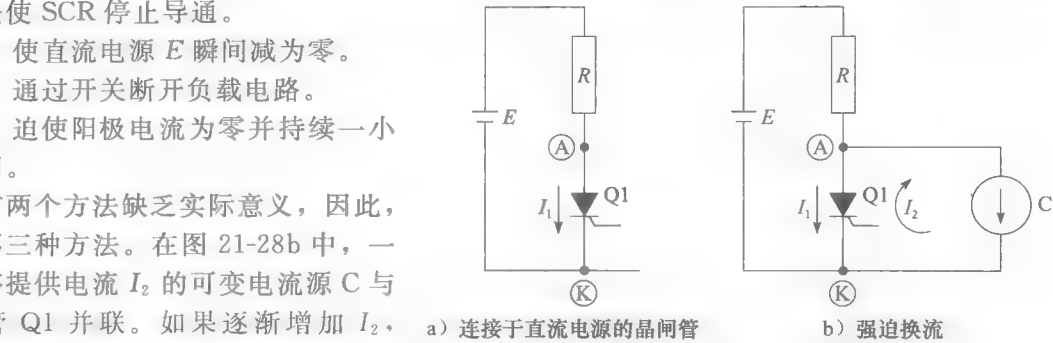 使 SCR 停止导通。
使直流电源 E 瞬间减为零。
通过开关断开负载电路。
迫使阳极电流为零并持续一小
。
两个方法缺乏实际意义，因此，
三种方法。在图 21-28b 中，一
提供电流 I₂ 的可变电流源 C 与
Q1 并联。如果逐渐增加 I₂，
R
E
A
I₁
Q1
K
a）连接于直流电源的晶闸管
R
E
A
I₁
Q1
I₂
C
K
b）强迫换流